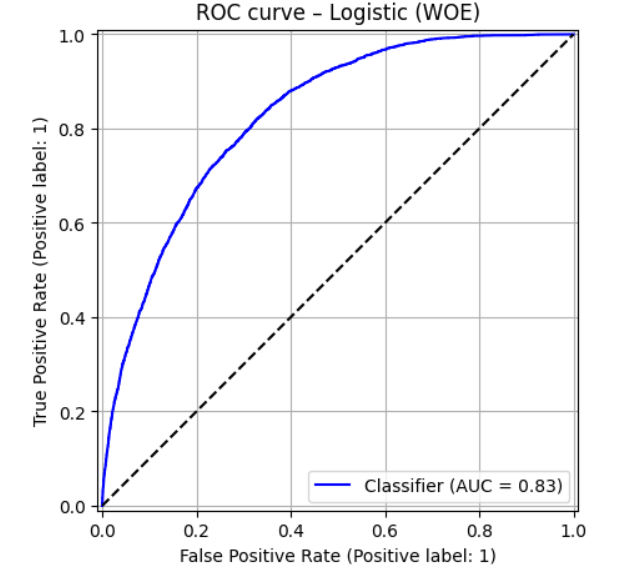 ROC curve – Logistic (WOE)
True Positive Rate (Positive label: 1)
1.0
0.8
0.6
0.4
0.2
0.0
Classifier (AUC = 0.83)
0.0 0.2 0.4 0.6 0.8 1.0
False Positive Rate (Positive label: 1)